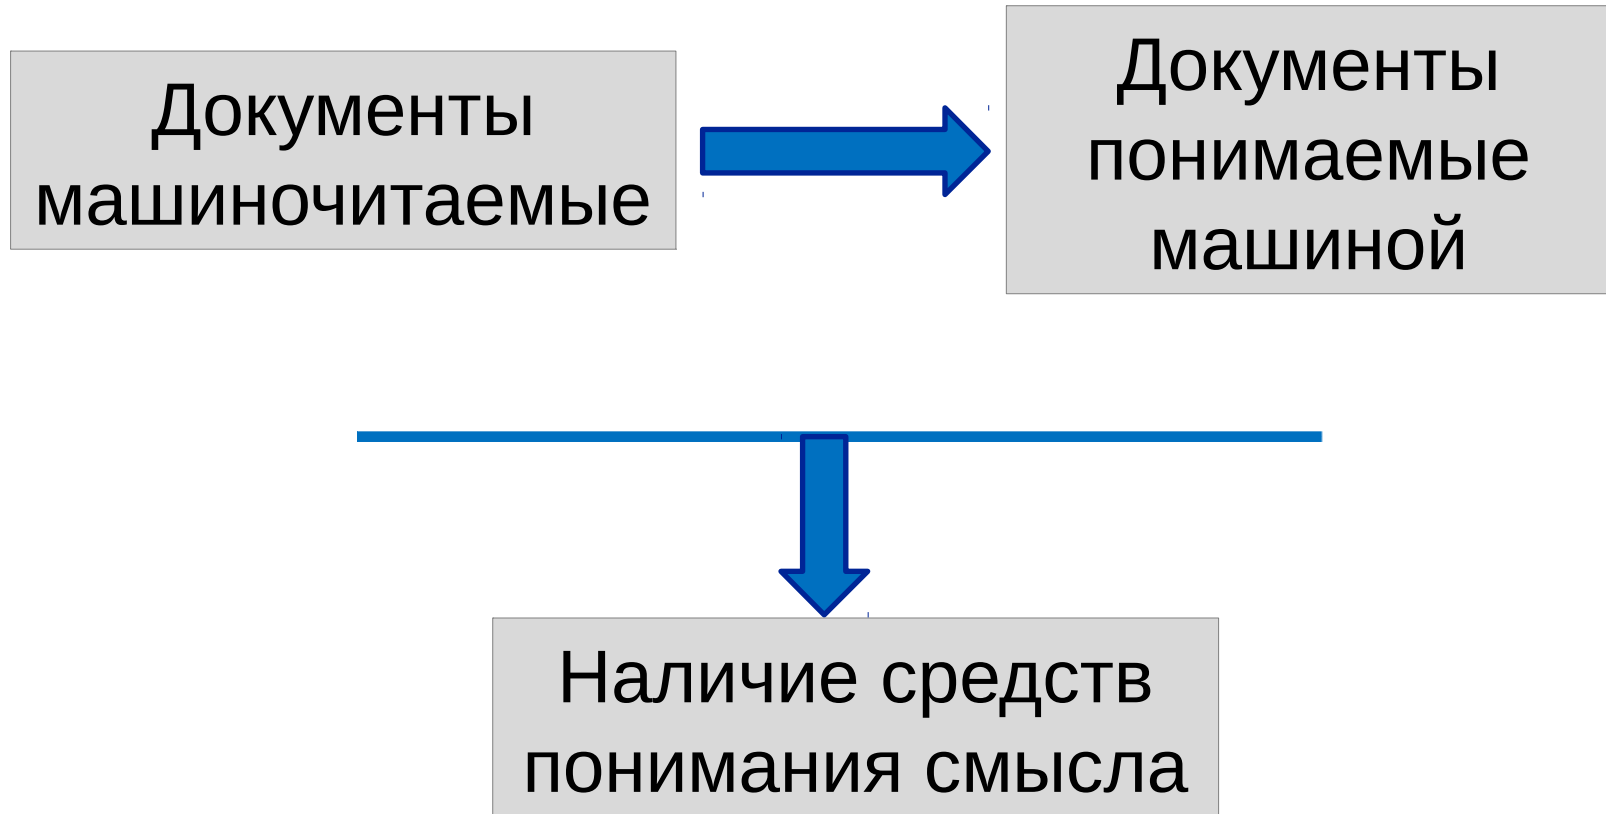 Документы
машиночитаемые
Документы
понимаемые
машиной
Наличие средств
понимания смысла